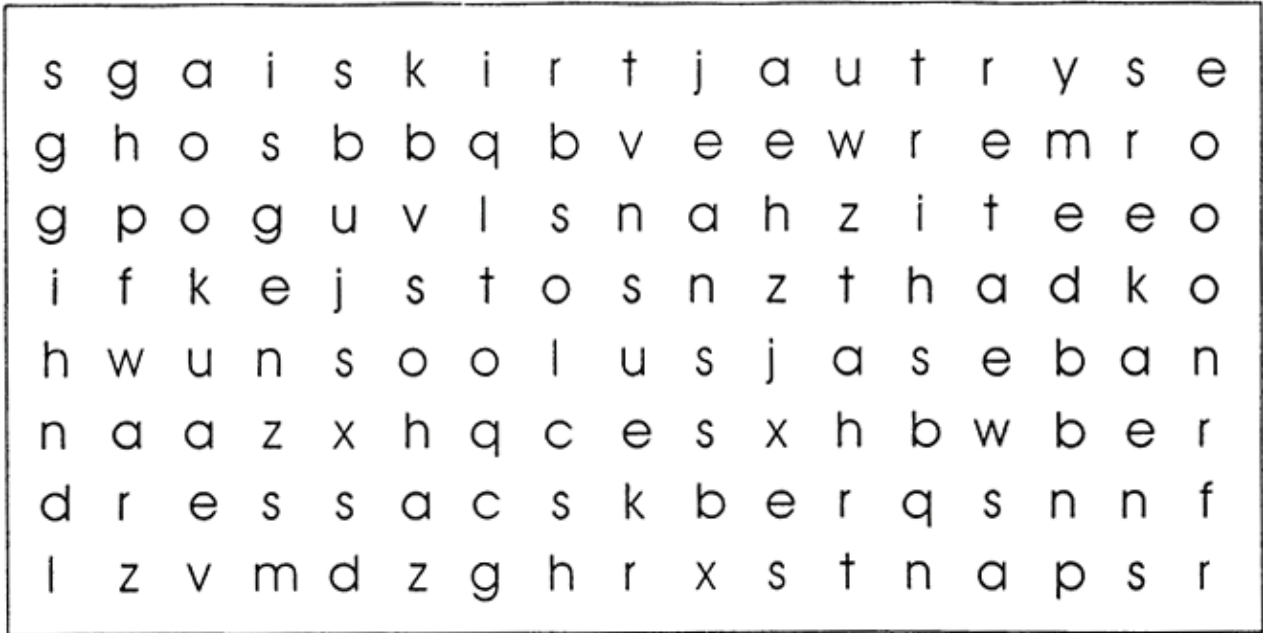 s g a i s k i r t j a u t r y s e
g h o s b b q b v e e w r e m r o
g p o g u v l s n a h z i t e e o
i f k e j s t o s n z t h a d k o
h w u n s o o l u s j a s e b a n
n a a z x h q c e s x h b w b e r
d r e s s a c s k b e r q s n n f
l z v m d z g h r x s t n a p s r